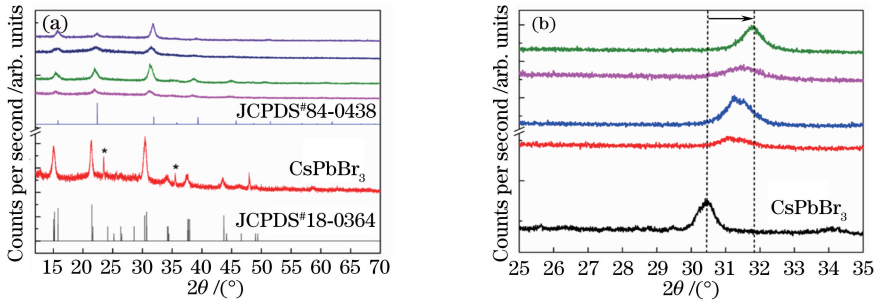 (a)
Counts per second /arb. units
JCPDS#84-0438
*
*
CsPbBr3
JCPDS#18-0364
15 20 25 30 35 40 45 50 55 60 65 70
2θ /(°)
(b)
Counts per second /arb. units
CsPbBr3
25 26 27 28 29 30 31 32 33 34 35
2θ /(°)